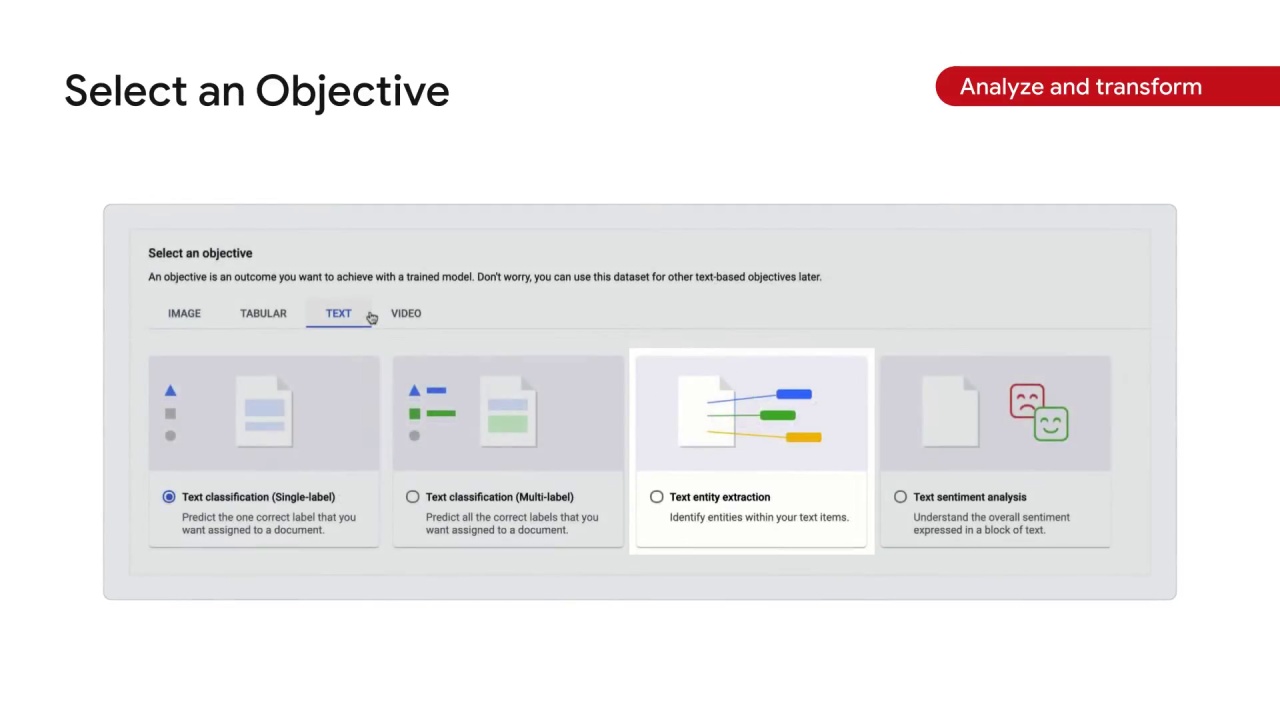 Select an Objective
Analyze and transform
Select an objective
An objective is an outcome you want to achieve with a trained model. Don't worry, you can use this dataset for other text-based objectives later.
IMAGE TABULAR TEXT VIDEO
Text classification (Single-label)
Predict the one correct label that you
want assigned to a document.
Text classification (Multi-label)
Predict all the correct labels that you
want assigned to a document.
Text entity extraction
Identify entities within your text items.
Text sentiment analysis
Understand the overall sentiment
expressed in a block of text.